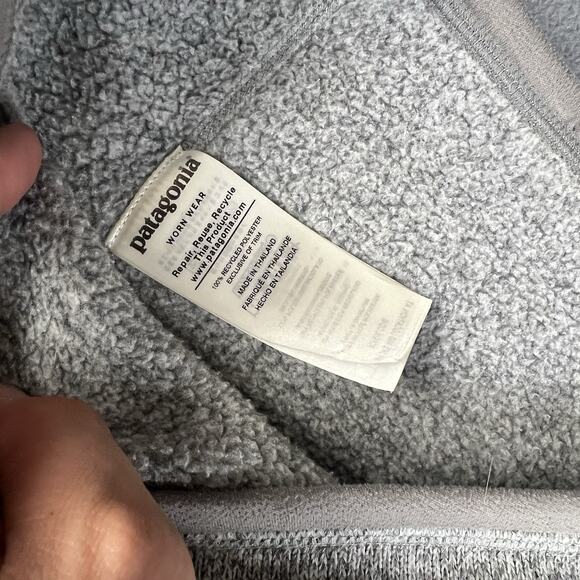 patagonia
WORN WEAR
Repair, Reuse, Recycle
This Product
www.patagonia.com
100% RECYCLED POLYESTER
EXCLUSIVE OF TRIM
MADE IN THAILAND
FABRIQUÉ EN THAÏLANDE
HECHO EN TAILANDIA